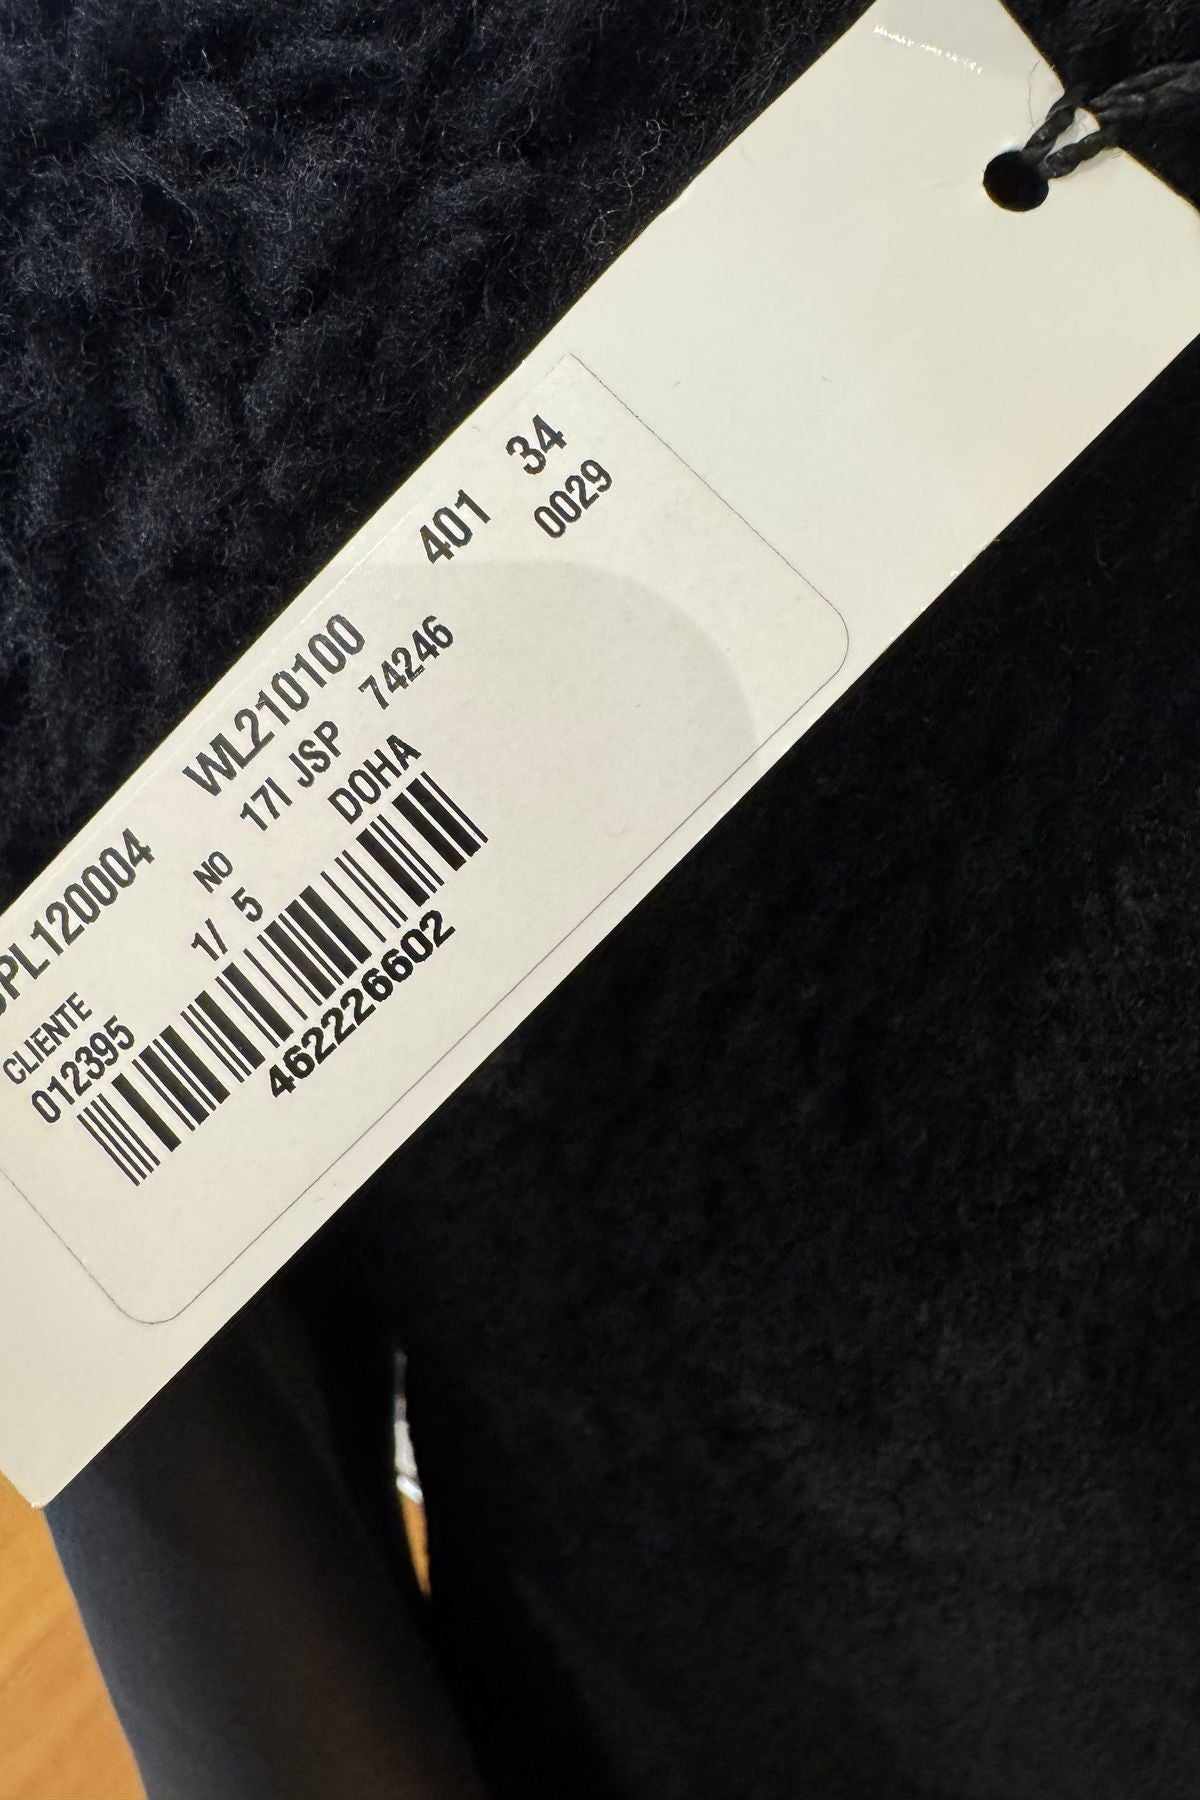 PL120004 WL210100 401 34
CLIENTE NO 17I JSP 74246 0029
012395 1/ 5 DOHA
462226602